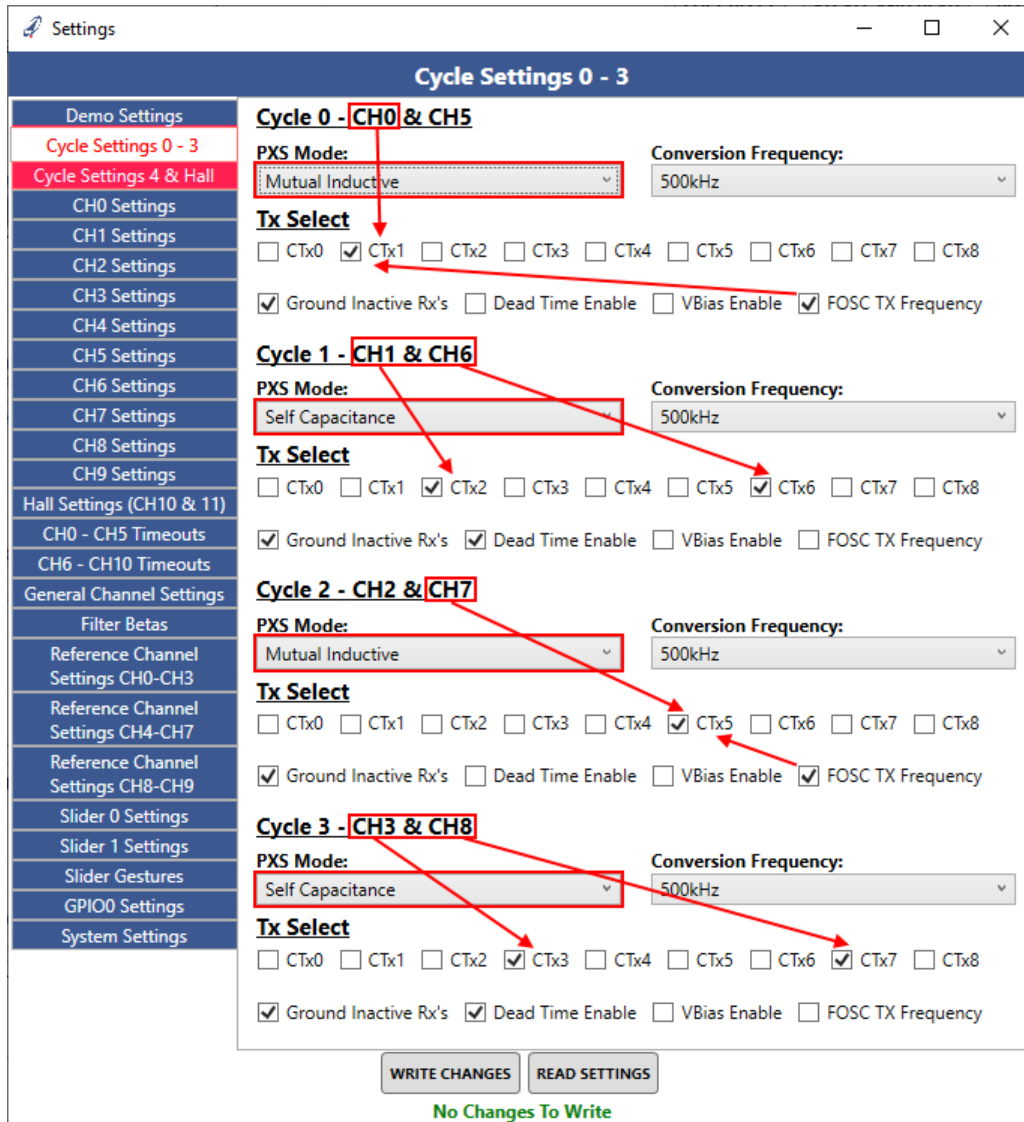 Settings
Cycle Settings 0 - 3
Demo Settings
Cycle Settings 0 - 3
Cycle Settings 4 & Hall
CH0 Settings
CH1 Settings
CH2 Settings
CH3 Settings
CH4 Settings
CH5 Settings
CH6 Settings
CH7 Settings
CH8 Settings
CH9 Settings
Hall Settings (CH10 & 11)
CH0 - CH5 Timeouts
CH6 - CH10 Timeouts
General Channel Settings
Filter Betas
Reference Channel
Settings CH0-CH3
Reference Channel
Settings CH4-CH7
Reference Channel
Settings CH8-CH9
Slider 0 Settings
Slider 1 Settings
Slider Gestures
GPIO0 Settings
System Settings
Cycle 0 - CH0 & CH5
PXS Mode: Conversion Frequency:
Mutual Inductive 500kHz
Tx Select
CTx0 CTx1 CTx2 CTx3 CTx4 CTx5 CTx6 CTx7 CTx8
Ground Inactive Rx's Dead Time Enable VBias Enable FOSC TX Frequency
Cycle 1 - CH1 & CH6
PXS Mode: Conversion Frequency:
Self Capacitance 500kHz
Tx Select
CTx0 CTx1 CTx2 CTx3 CTx4 CTx5 CTx6 CTx7 CTx8
Ground Inactive Rx's Dead Time Enable VBias Enable FOSC TX Frequency
Cycle 2 - CH2 & CH7
PXS Mode: Conversion Frequency:
Mutual Inductive 500kHz
Tx Select
CTx0 CTx1 CTx2 CTx3 CTx4 CTx5 CTx6 CTx7 CTx8
Ground Inactive Rx's Dead Time Enable VBias Enable FOSC TX Frequency
Cycle 3 - CH3 & CH8
PXS Mode: Conversion Frequency:
Self Capacitance 500kHz
Tx Select
CTx0 CTx1 CTx2 CTx3 CTx4 CTx5 CTx6 CTx7 CTx8
Ground Inactive Rx's Dead Time Enable VBias Enable FOSC TX Frequency
WRITE CHANGES READ SETTINGS
No Changes To Write